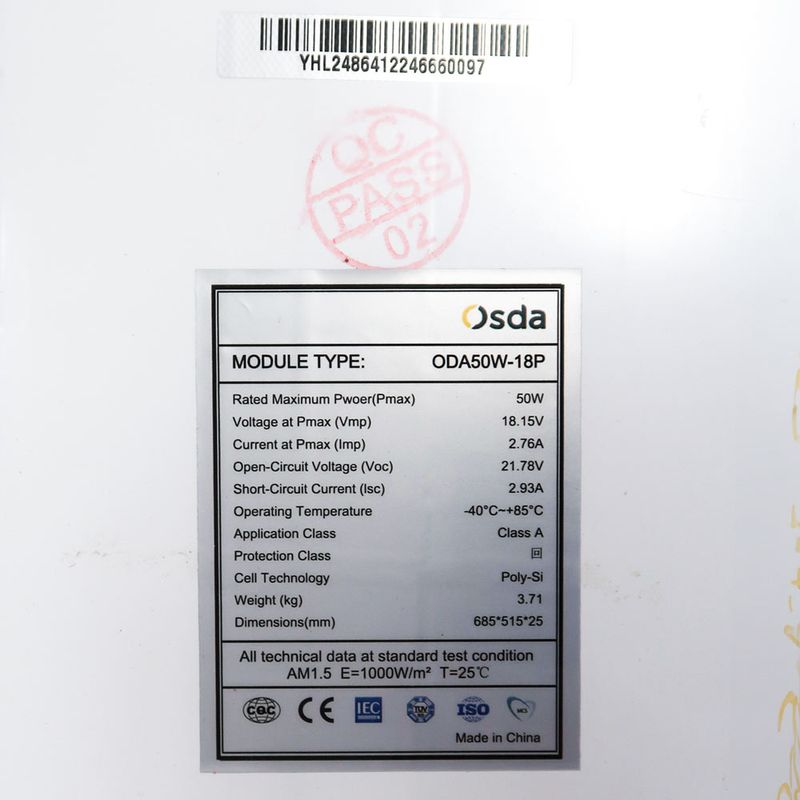 YHL2486412246660097
QC
PASS
02
Osda
MODULE TYPE: ODA50W-18P
Rated Maximum Pwoer(Pmax) 50W
Voltage at Pmax (Vmp) 18.15V
Current at Pmax (Imp) 2.76A
Open-Circuit Voltage (Voc) 21.78V
Short-Circuit Current (Isc) 2.93A
Operating Temperature -40°C~+85°C
Application Class Class A
Protection Class 回
Cell Technology Poly-Si
Weight (kg) 3.71
Dimensions(mm) 685*515*25
All technical data at standard test condition
AM1.5 E=1000W/m² T=25℃
CQC CE IEC TÜV ISO MCS
Made in China